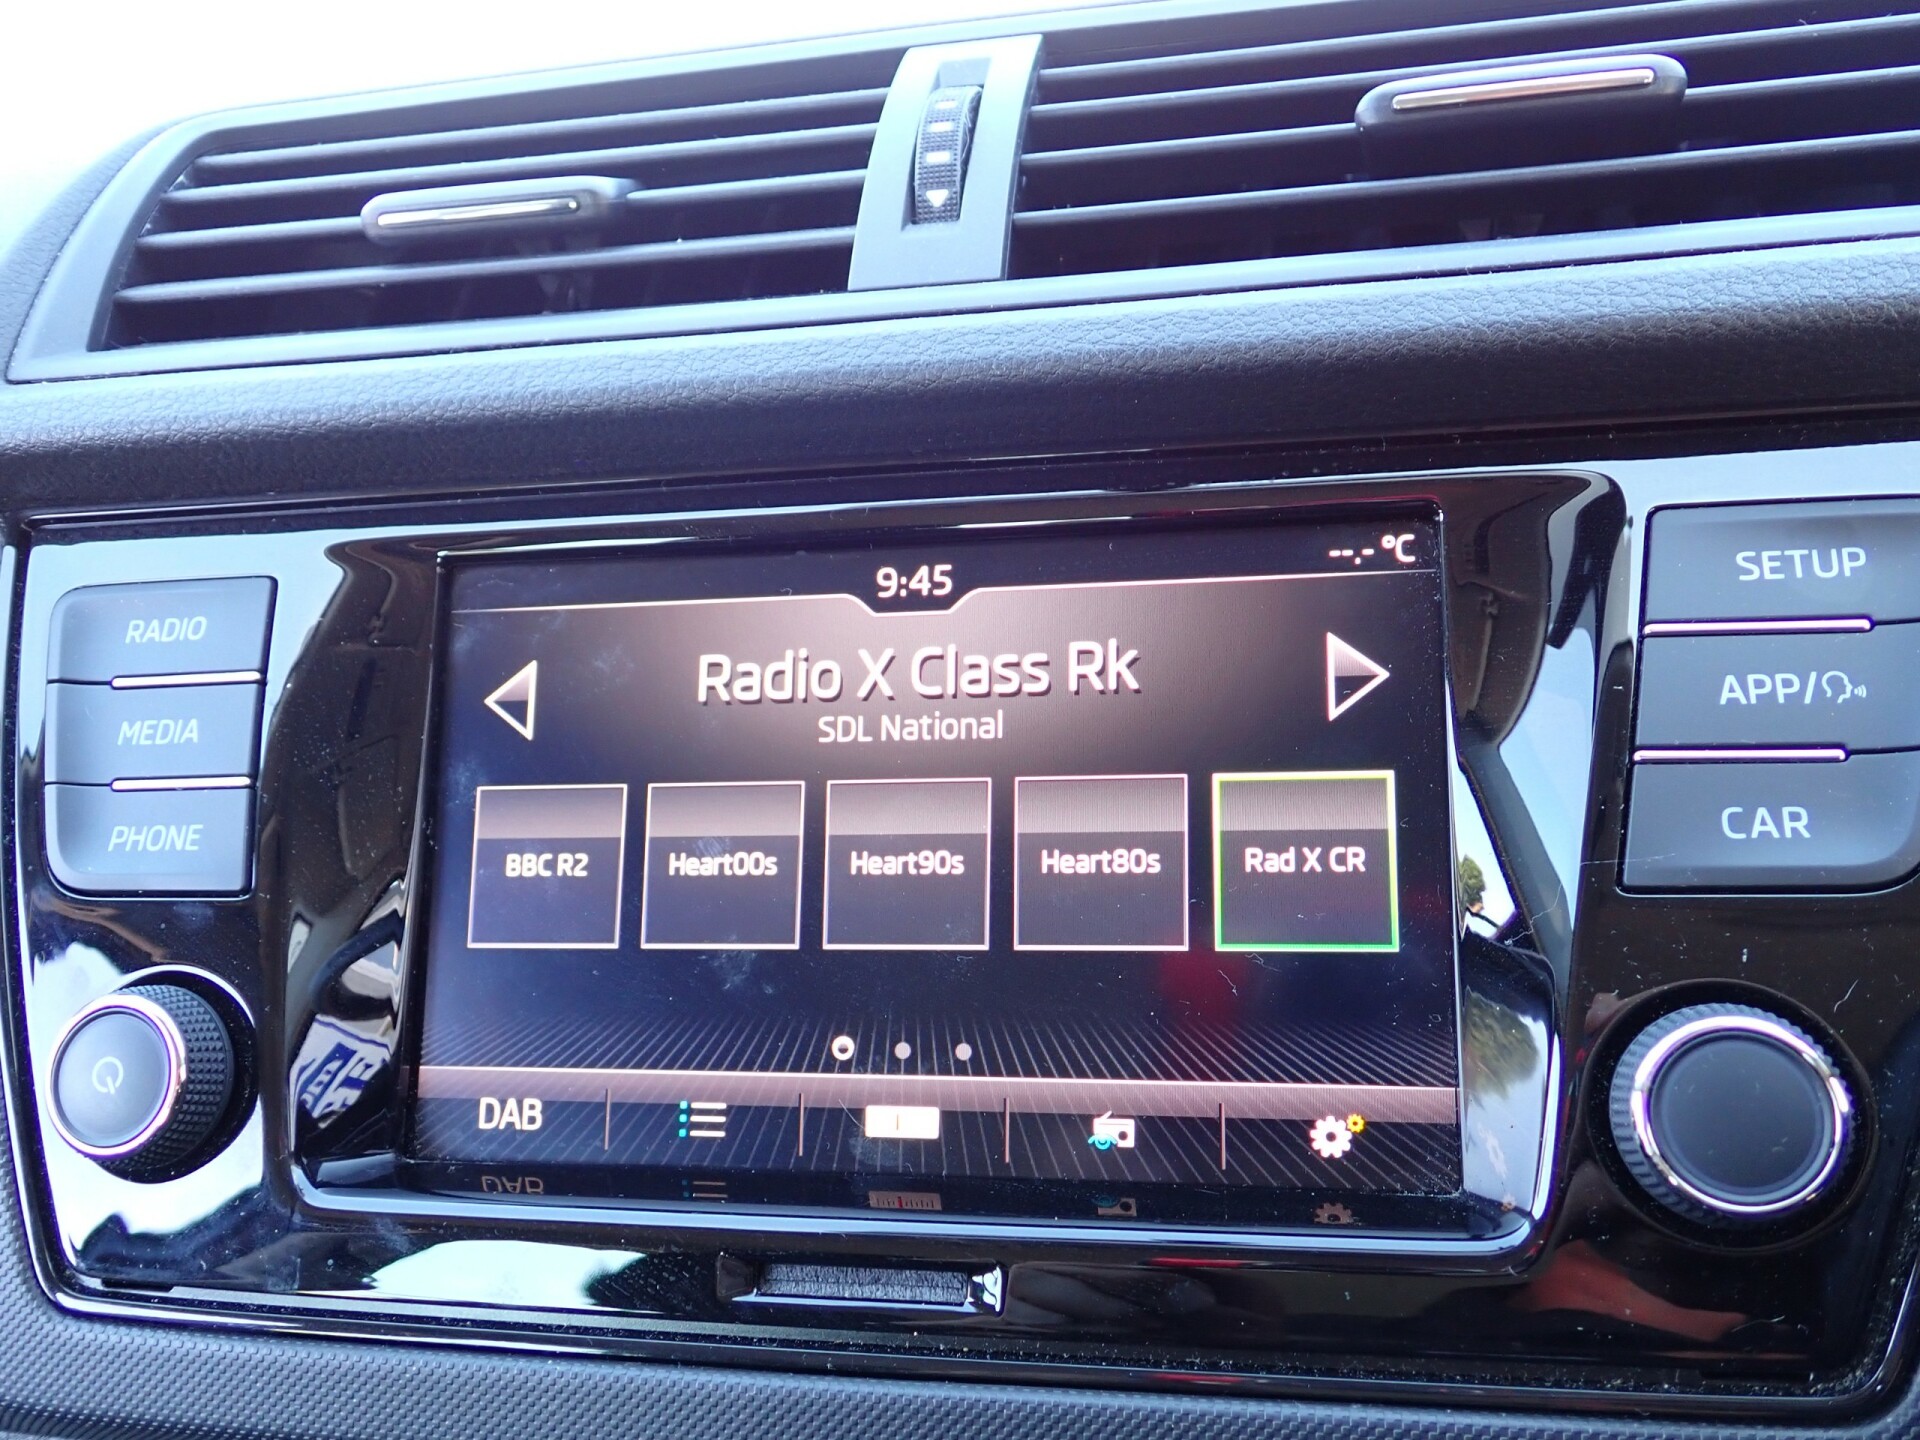 9:45
--.- °C
Radio X Class Rk
SDL National
BBC R2
Heart00s
Heart90s
Heart80s
Rad X CR
DAB
RADIO
MEDIA
PHONE
SETUP
APP/
CAR